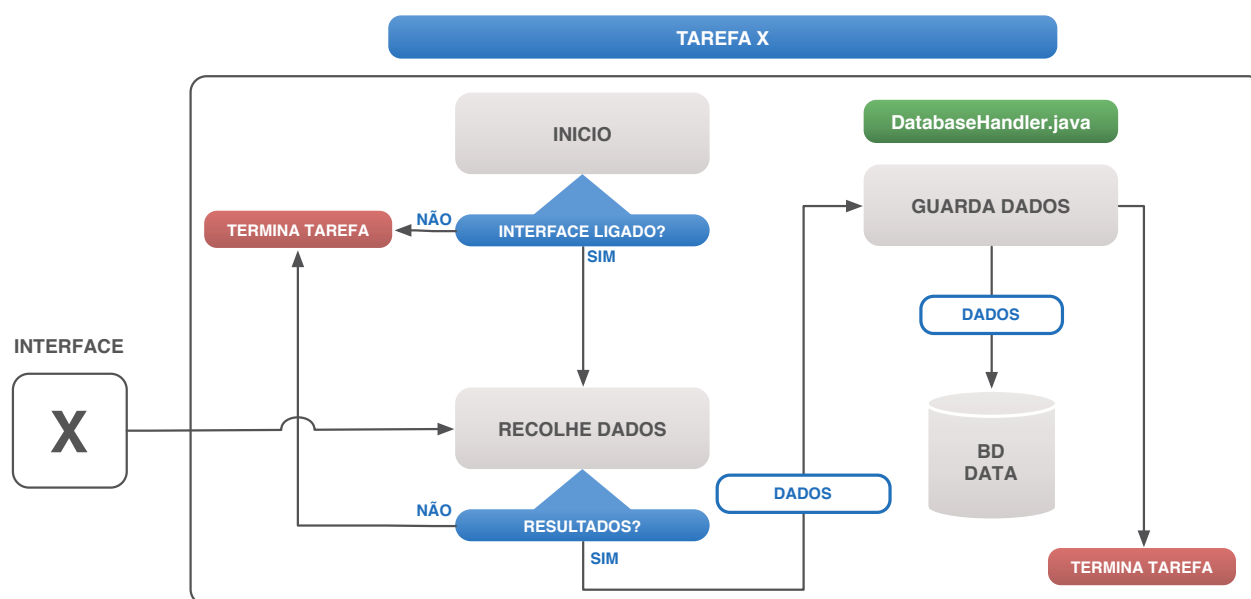 TAREFA X
INICIO
DatabaseHandler.java
GUARDA DADOS
TERMINA TAREFA
NÃO
INTERFACE LIGADO?
SIM
DADOS
INTERFACE
X
RECOLHE DADOS
BD
DATA
DADOS
NÃO
RESULTADOS?
SIM
TERMINA TAREFA